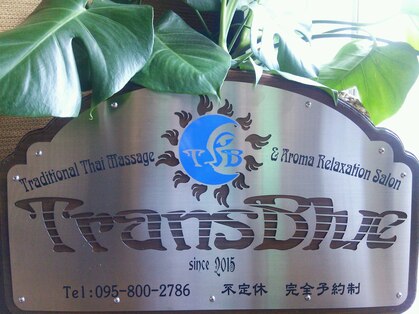 Traditional Thai Massage & Aroma Relaxation Salon
TSB
TransBlue
since 2015
Tel:095-800-2786 不定休 完全予約制